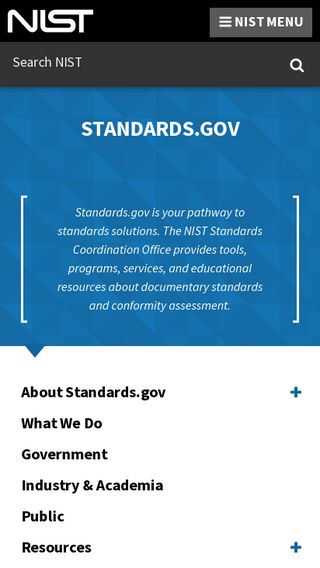 NIST
NIST MENU
Search NIST
STANDARDS.GOV
Standards.gov is your pathway to
standards solutions. The NIST Standards
Coordination Office provides tools,
programs, services, and educational
resources about documentary standards
and conformity assessment.
About Standards.gov
What We Do
Government
Industry & Academia
Public
Resources